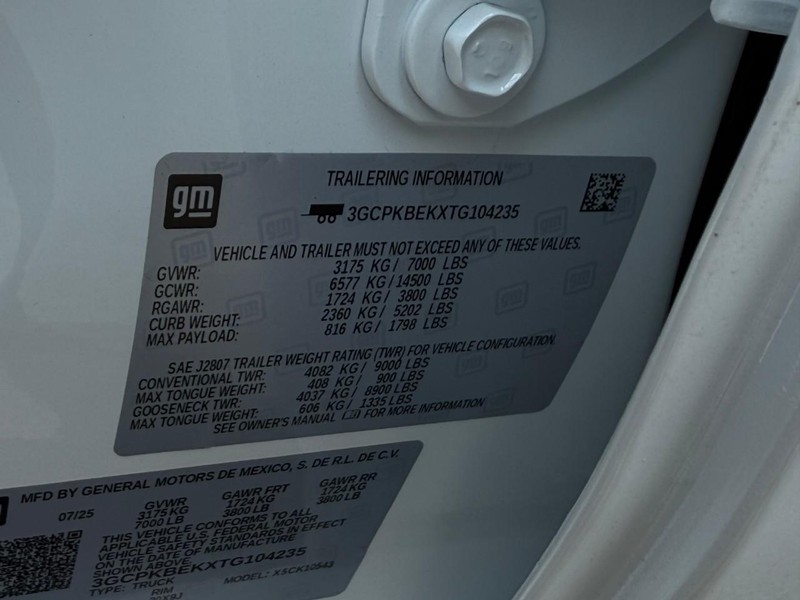 gm
TRAILERING INFORMATION
3GCPKBEKXTG104235
VEHICLE AND TRAILER MUST NOT EXCEED ANY OF THESE VALUES.
GVWR: 3175 KG / 7000 LBS
GCWR: 6577 KG / 14500 LBS
RGAWR: 1724 KG / 3800 LBS
CURB WEIGHT: 2360 KG / 5202 LBS
MAX PAYLOAD: 816 KG / 1798 LBS
SAE J2807 TRAILER WEIGHT RATING (TWR) FOR VEHICLE CONFIGURATION.
CONVENTIONAL TWR: 4082 KG / 9000 LBS
MAX TONGUE WEIGHT: 408 KG / 900 LBS
GOOSENECK TWR: 4037 KG / 8900 LBS
MAX TONGUE WEIGHT: 606 KG / 1335 LBS
SEE OWNER'S MANUAL FOR MORE INFORMATION
MFD BY GENERAL MOTORS DE MEXICO, S. DE R.L. DE C.V.
07/25 GVWR GAWR FRT GAWR RR
3175 KG 1724 KG 1724 KG
7000 LB 3800 LB 3800 LB
THIS VEHICLE CONFORMS TO ALL
APPLICABLE U.S. FEDERAL MOTOR
VEHICLE SAFETY STANDARDS IN EFFECT
ON THE DATE OF MANUFACTURE
SHOWN ABOVE.
3GCPKBEKXTG104235
TYPE: TRUCK MODEL: X5CK10543
RIM
20X9J